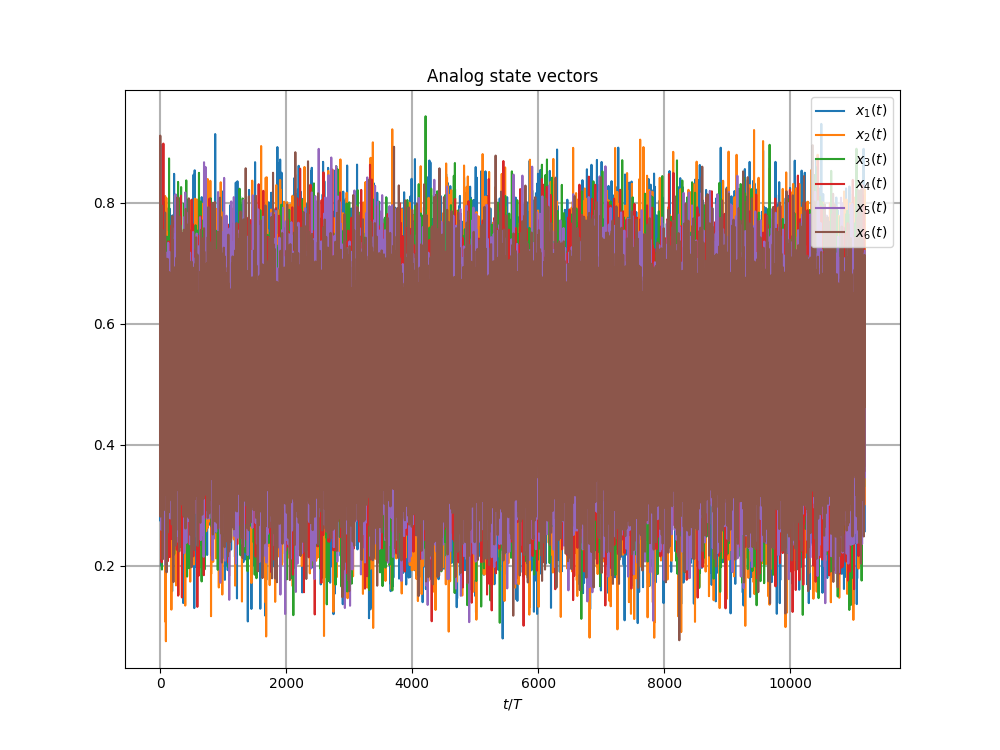 Analog state vectors
x₁(t)
x₂(t)
x₃(t)
x₄(t)
x₅(t)
x₆(t)
0.8
0.6
0.4
0.2
0 2000 4000 6000 8000 10000
t/T